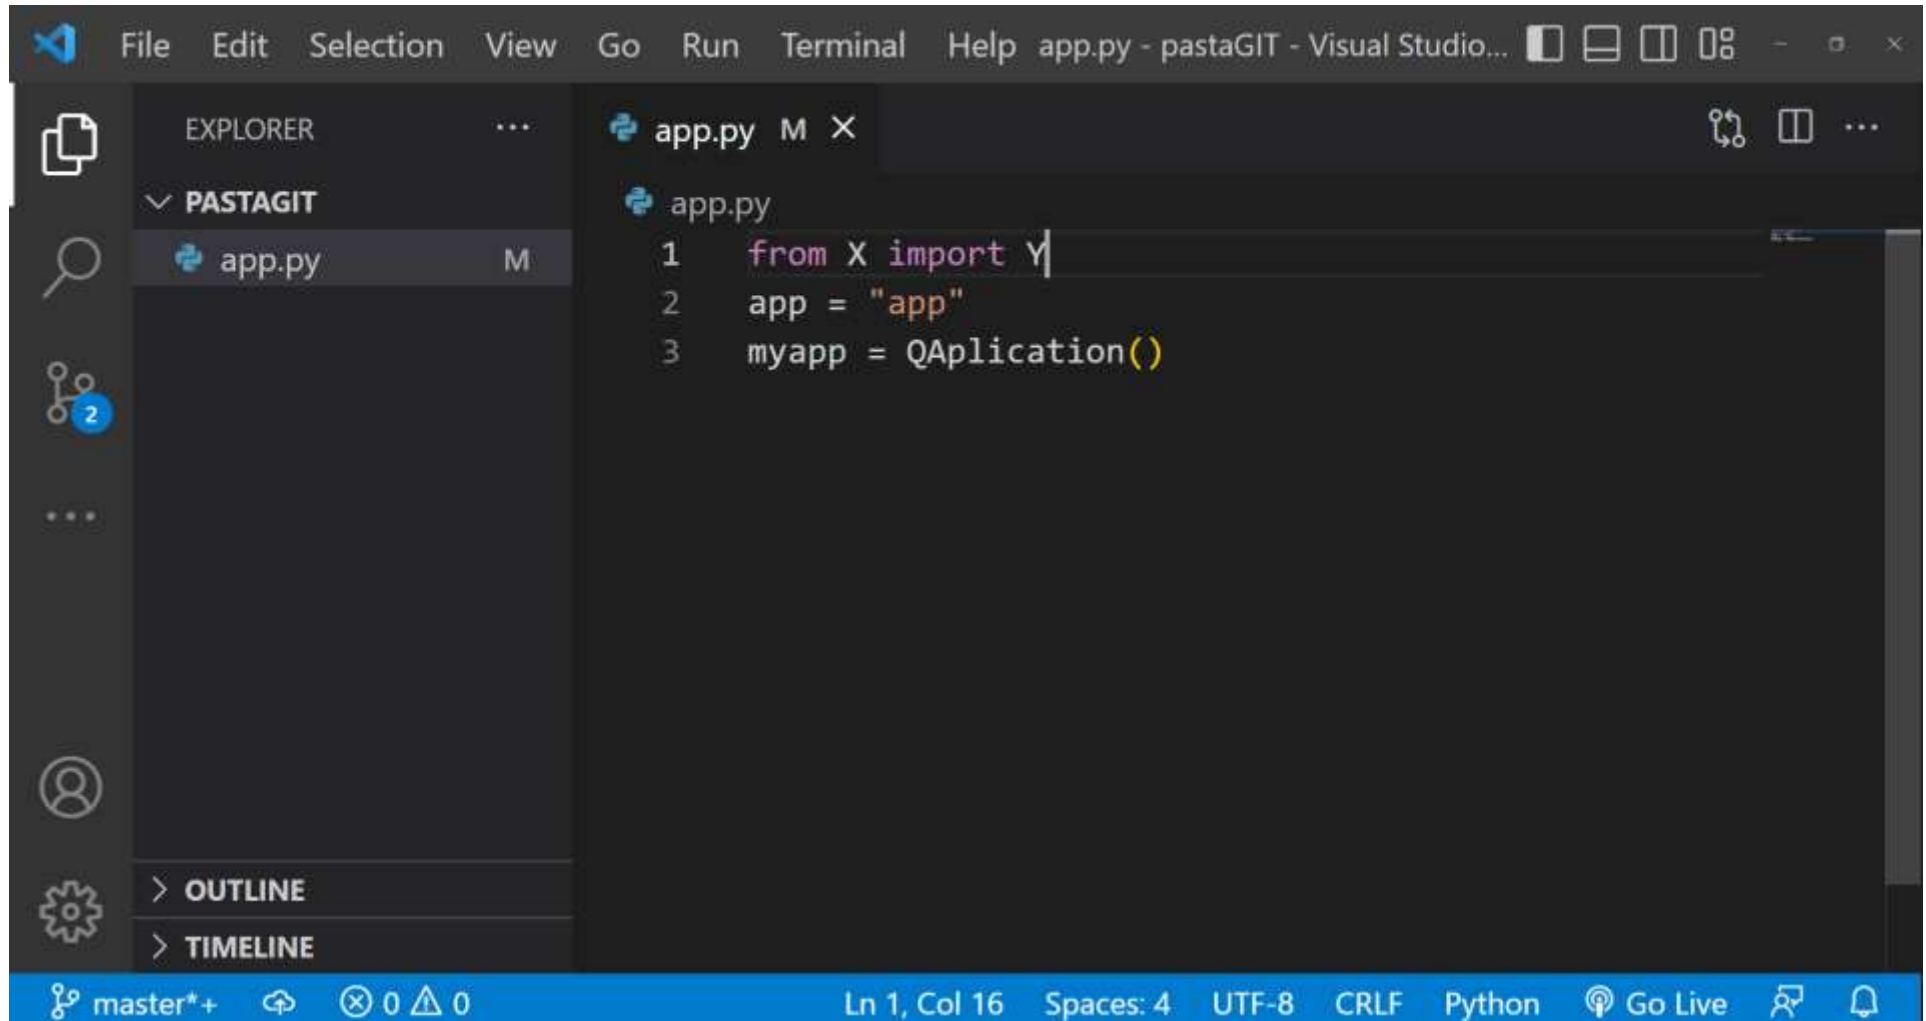 File Edit Selection View Go Run Terminal Help app.py - pastaGIT - Visual Studio...
EXPLORER ...
PASTAGIT
app.py M
2
OUTLINE
TIMELINE
app.py M
app.py
1 from X import Y
2 app = "app"
3 myapp = QAplication()
master*+ 0 0 Ln 1, Col 16 Spaces: 4 UTF-8 CRLF Python Go Live